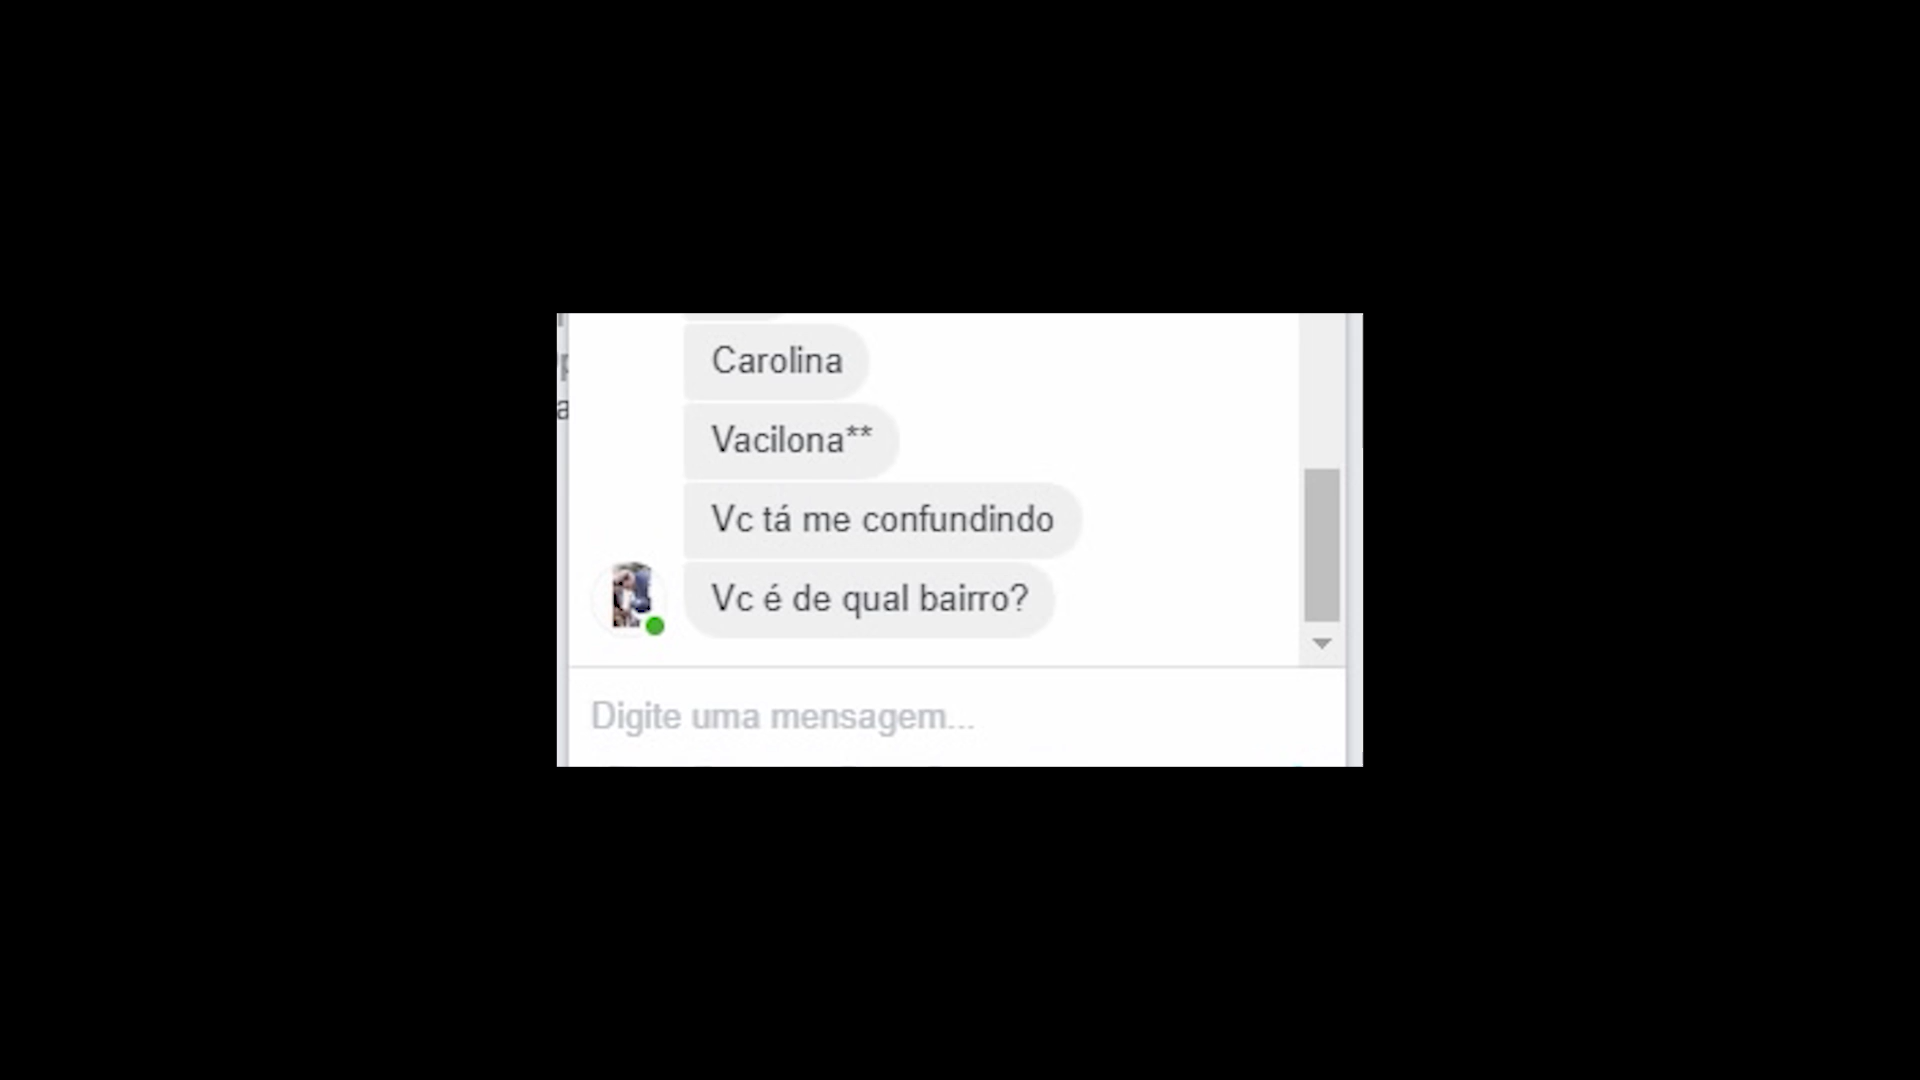 Carolina
Vacilona**
Vc tá me confundindo
Vc é de qual bairro?
Digite uma mensagem...